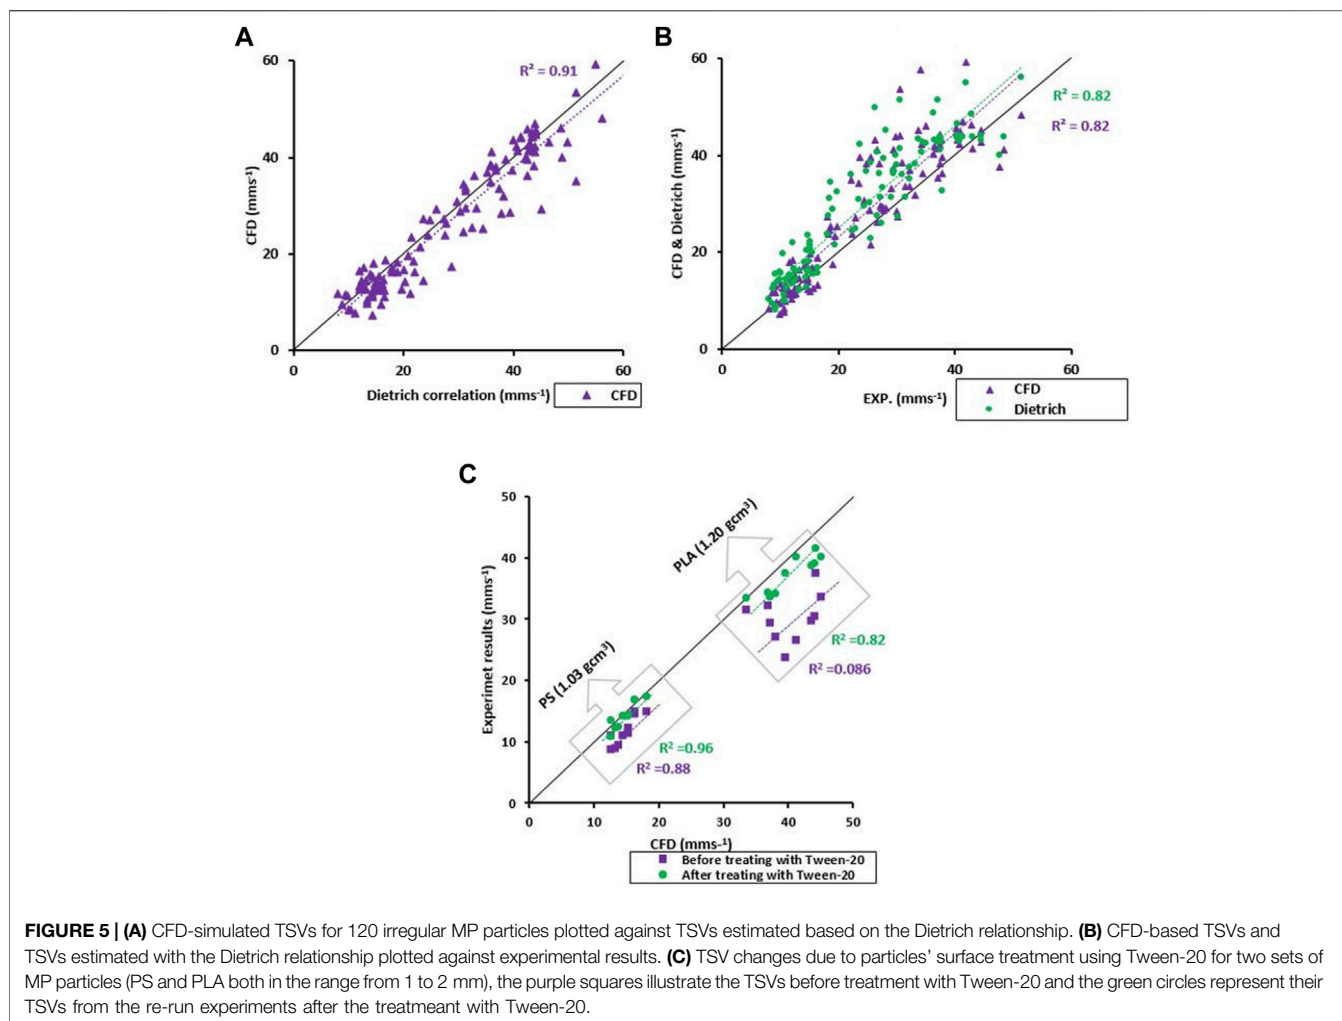 A
60
R² = 0.91
40
CFD (mms⁻¹)
20
0
0 20 40 60
Dietrich correlation (mms⁻¹)
CFD
B
60
R² = 0.82
R² = 0.82
40
CFD & Dietrich (mms⁻¹)
20
0
0 20 40 60
EXP. (mms⁻¹)
CFD
Dietrich
C
50
PLA (1.20 gcm³)
40
Experimet results (mms⁻¹)
30
R² =0.82
R² =0.086
20
PS (1.03 gcm³)
10
R² =0.96
R² =0.88
0
0 10 20 30 40 50
CFD (mms-¹)
Before treating with Tween-20
After treating with Tween-20
FIGURE 5 | (A) CFD-simulated TSVs for 120 irregular MP particles plotted against TSVs estimated based on the Dietrich relationship. (B) CFD-based TSVs and
TSVs estimated with the Dietrich relationship plotted against experimental results. (C) TSV changes due to particles’ surface treatment using Tween-20 for two sets of
MP particles (PS and PLA both in the range from 1 to 2 mm), the purple squares illustrate the TSVs before treatment with Tween-20 and the green circles represent their
TSVs from the re-run experiments after the treatmeant with Tween-20.